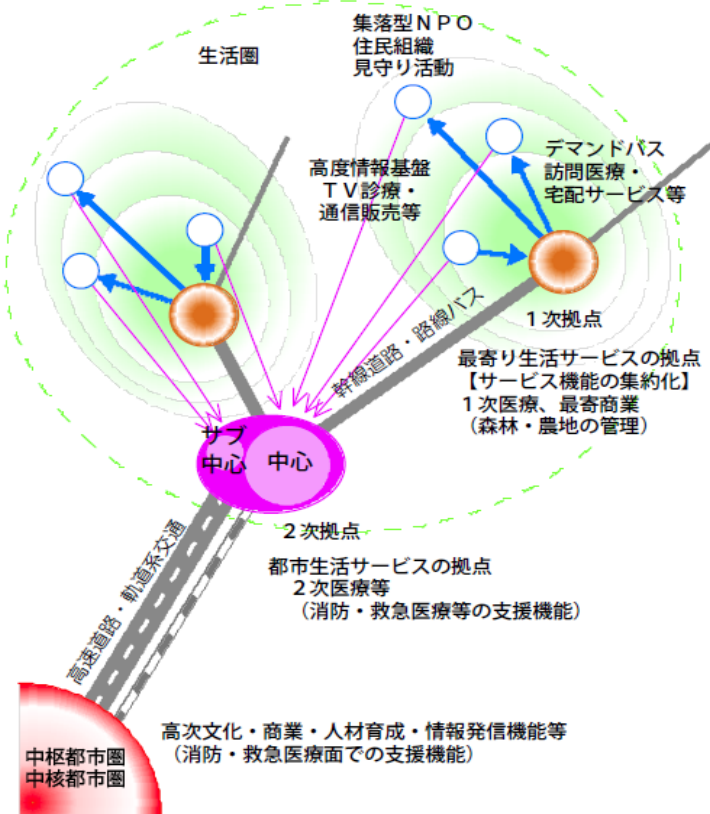 生活圏
集落型ＮＰＯ
住民組織
見守り活動
デマンドバス
訪問医療・
宅配サービス等
高度情報基盤
ＴＶ診療・
通信販売等
１次拠点
幹線道路・路線バス
最寄り生活サービスの拠点
【サービス機能の集約化】
１次医療、最寄商業
（森林・農地の管理）
サブ
中心
中心
２次拠点
都市生活サービスの拠点
２次医療等
（消防・救急医療等の支援機能）
高速道路・軌道系交通
高次文化・商業・人材育成・情報発信機能等
（消防・救急医療面での支援機能）
中枢都市圏
中核都市圏